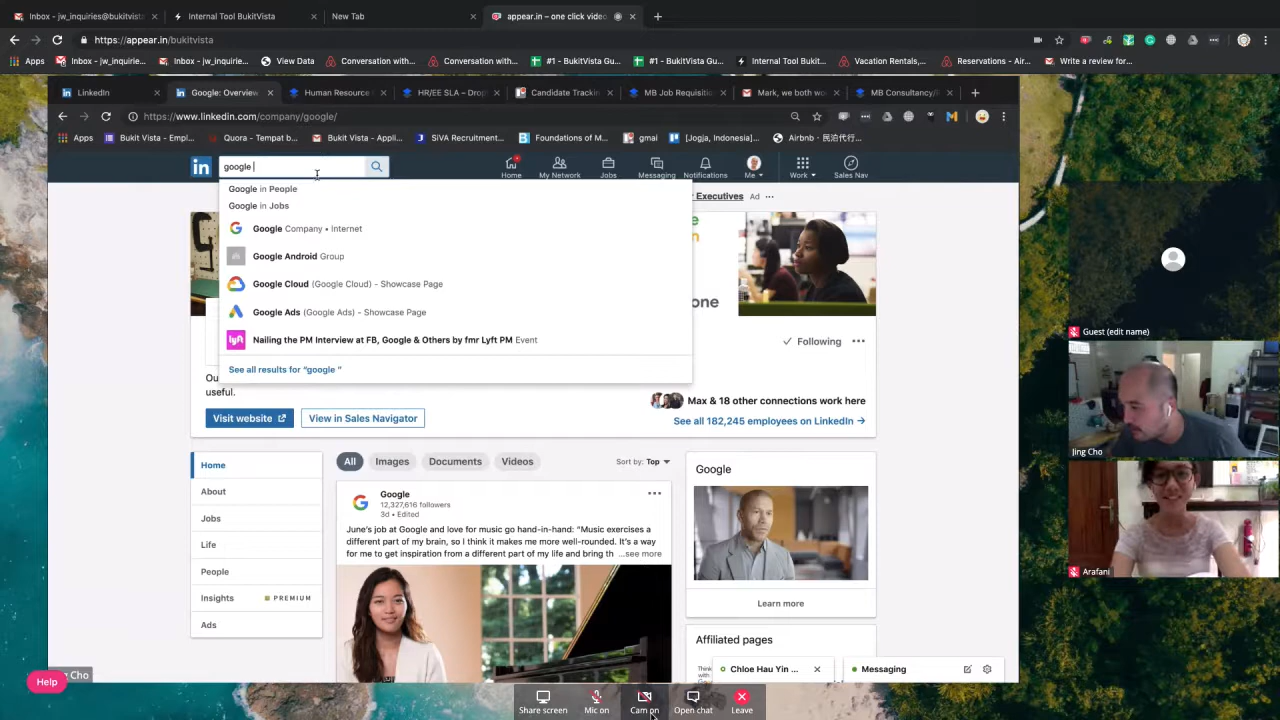 Inbox - jw_inquiries@bukitvista
Internal Tool BukitVista
New Tab
appear.in – one click video
https://appear.in/bukitvista
Apps
Inbox - jw_inquirie...
Inbox - jw_inquirie...
View Data
Conversation with...
Conversation with...
#1 - BukitVista Gu...
#1 - BukitVista Gu...
Internal Tool Bukit...
Vacation Rentals,...
Reservations - Air...
Write a review for...
LinkedIn
Google: Overview
Human Resource
HR/EE SLA – Drop
Candidate Trackin
MB Job Requisiti
Mark, we both wo
MB Consultancy/
https://www.linkedin.com/company/google/
Apps
Bukit Vista - Empl...
Quora - Tempat b...
Bukit Vista - Appli...
SiVA Recruitment...
Foundations of M...
gmai
[Jogja, Indonesia]...
Airbnb - 民泊代行...
in
google
Home
My Network
Jobs
Messaging
Notifications
Me
Work
Sales Nav
Google in People
Google in Jobs
Google Company • Internet
Google Android Group
Google Cloud (Google Cloud) - Showcase Page
Google Ads (Google Ads) - Showcase Page
lyft Nailing the PM Interview at FB, Google & Others by fmr Lyft PM Event
See all results for “google ”
Executives Ad
one
Following
Ou
useful.
Max & 18 other connections work here
Visit website
View in Sales Navigator
See all 182,245 employees on LinkedIn →
Home
About
Jobs
Life
People
Insights PREMIUM
Ads
All
Images
Documents
Videos
Sort by: Top
Google
12,327,616 followers
3d • Edited
June’s job at Google and love for music go hand-in-hand: “Music exercises a
different part of my brain, so I think it makes me more well-rounded. It’s a way
for me to get inspiration from a different part of my life and bring th ...see more
Google
Learn more
Affiliated pages
Think
Chloe Hau Yin ...
Messaging
Guest (edit name)
Jing Cho
Arafani
Cho
Help
Share screen
Mic on
Cam on
Open chat
Leave